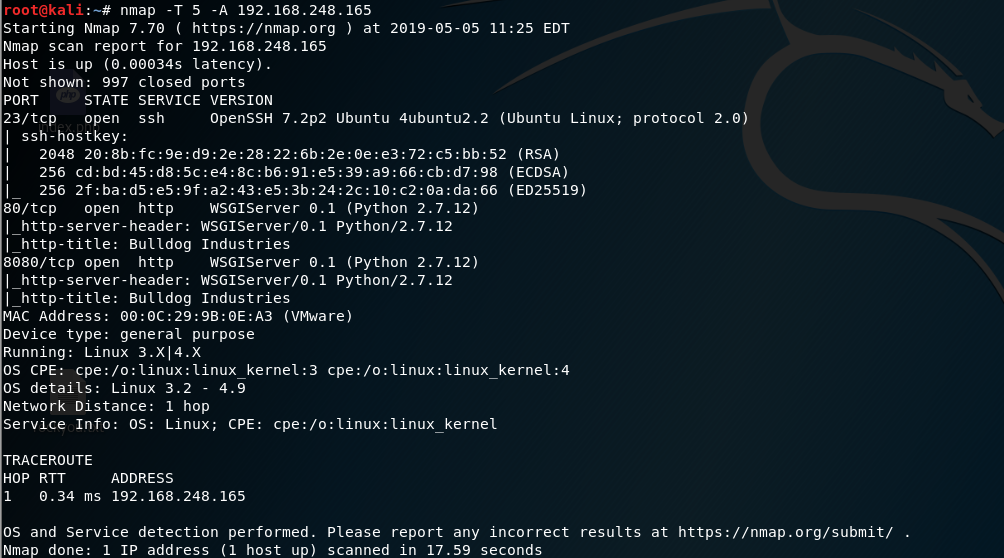 root@kali:~# nmap -T 5 -A 192.168.248.165
Starting Nmap 7.70 ( https://nmap.org ) at 2019-05-05 11:25 EDT
Nmap scan report for 192.168.248.165
Host is up (0.00034s latency).
Not shown: 997 closed ports
PORT     STATE SERVICE VERSION
23/tcp   open  ssh     OpenSSH 7.2p2 Ubuntu 4ubuntu2.2 (Ubuntu Linux; protocol 2.0)
| ssh-hostkey:
|   2048 20:8b:fc:9e:d9:2e:28:22:6b:2e:0e:e3:72:c5:bb:52 (RSA)
|   256 cd:bd:45:d8:5c:e4:8c:b6:91:e5:39:a9:66:cb:d7:98 (ECDSA)
|_  256 2f:ba:d5:e5:9f:a2:43:e5:3b:24:2c:10:c2:0a:da:66 (ED25519)
80/tcp   open  http    WSGIServer 0.1 (Python 2.7.12)
|_http-server-header: WSGIServer/0.1 Python/2.7.12
|_http-title: Bulldog Industries
8080/tcp open  http    WSGIServer 0.1 (Python 2.7.12)
|_http-server-header: WSGIServer/0.1 Python/2.7.12
|_http-title: Bulldog Industries
MAC Address: 00:0C:29:9B:0E:A3 (VMware)
Device type: general purpose
Running: Linux 3.X|4.X
OS CPE: cpe:/o:linux:linux_kernel:3 cpe:/o:linux:linux_kernel:4
OS details: Linux 3.2 - 4.9
Network Distance: 1 hop
Service Info: OS: Linux; CPE: cpe:/o:linux:linux_kernel

TRACEROUTE
HOP RTT     ADDRESS
1   0.34 ms 192.168.248.165

OS and Service detection performed. Please report any incorrect results at https://nmap.org/submit/ .
Nmap done: 1 IP address (1 host up) scanned in 17.59 seconds